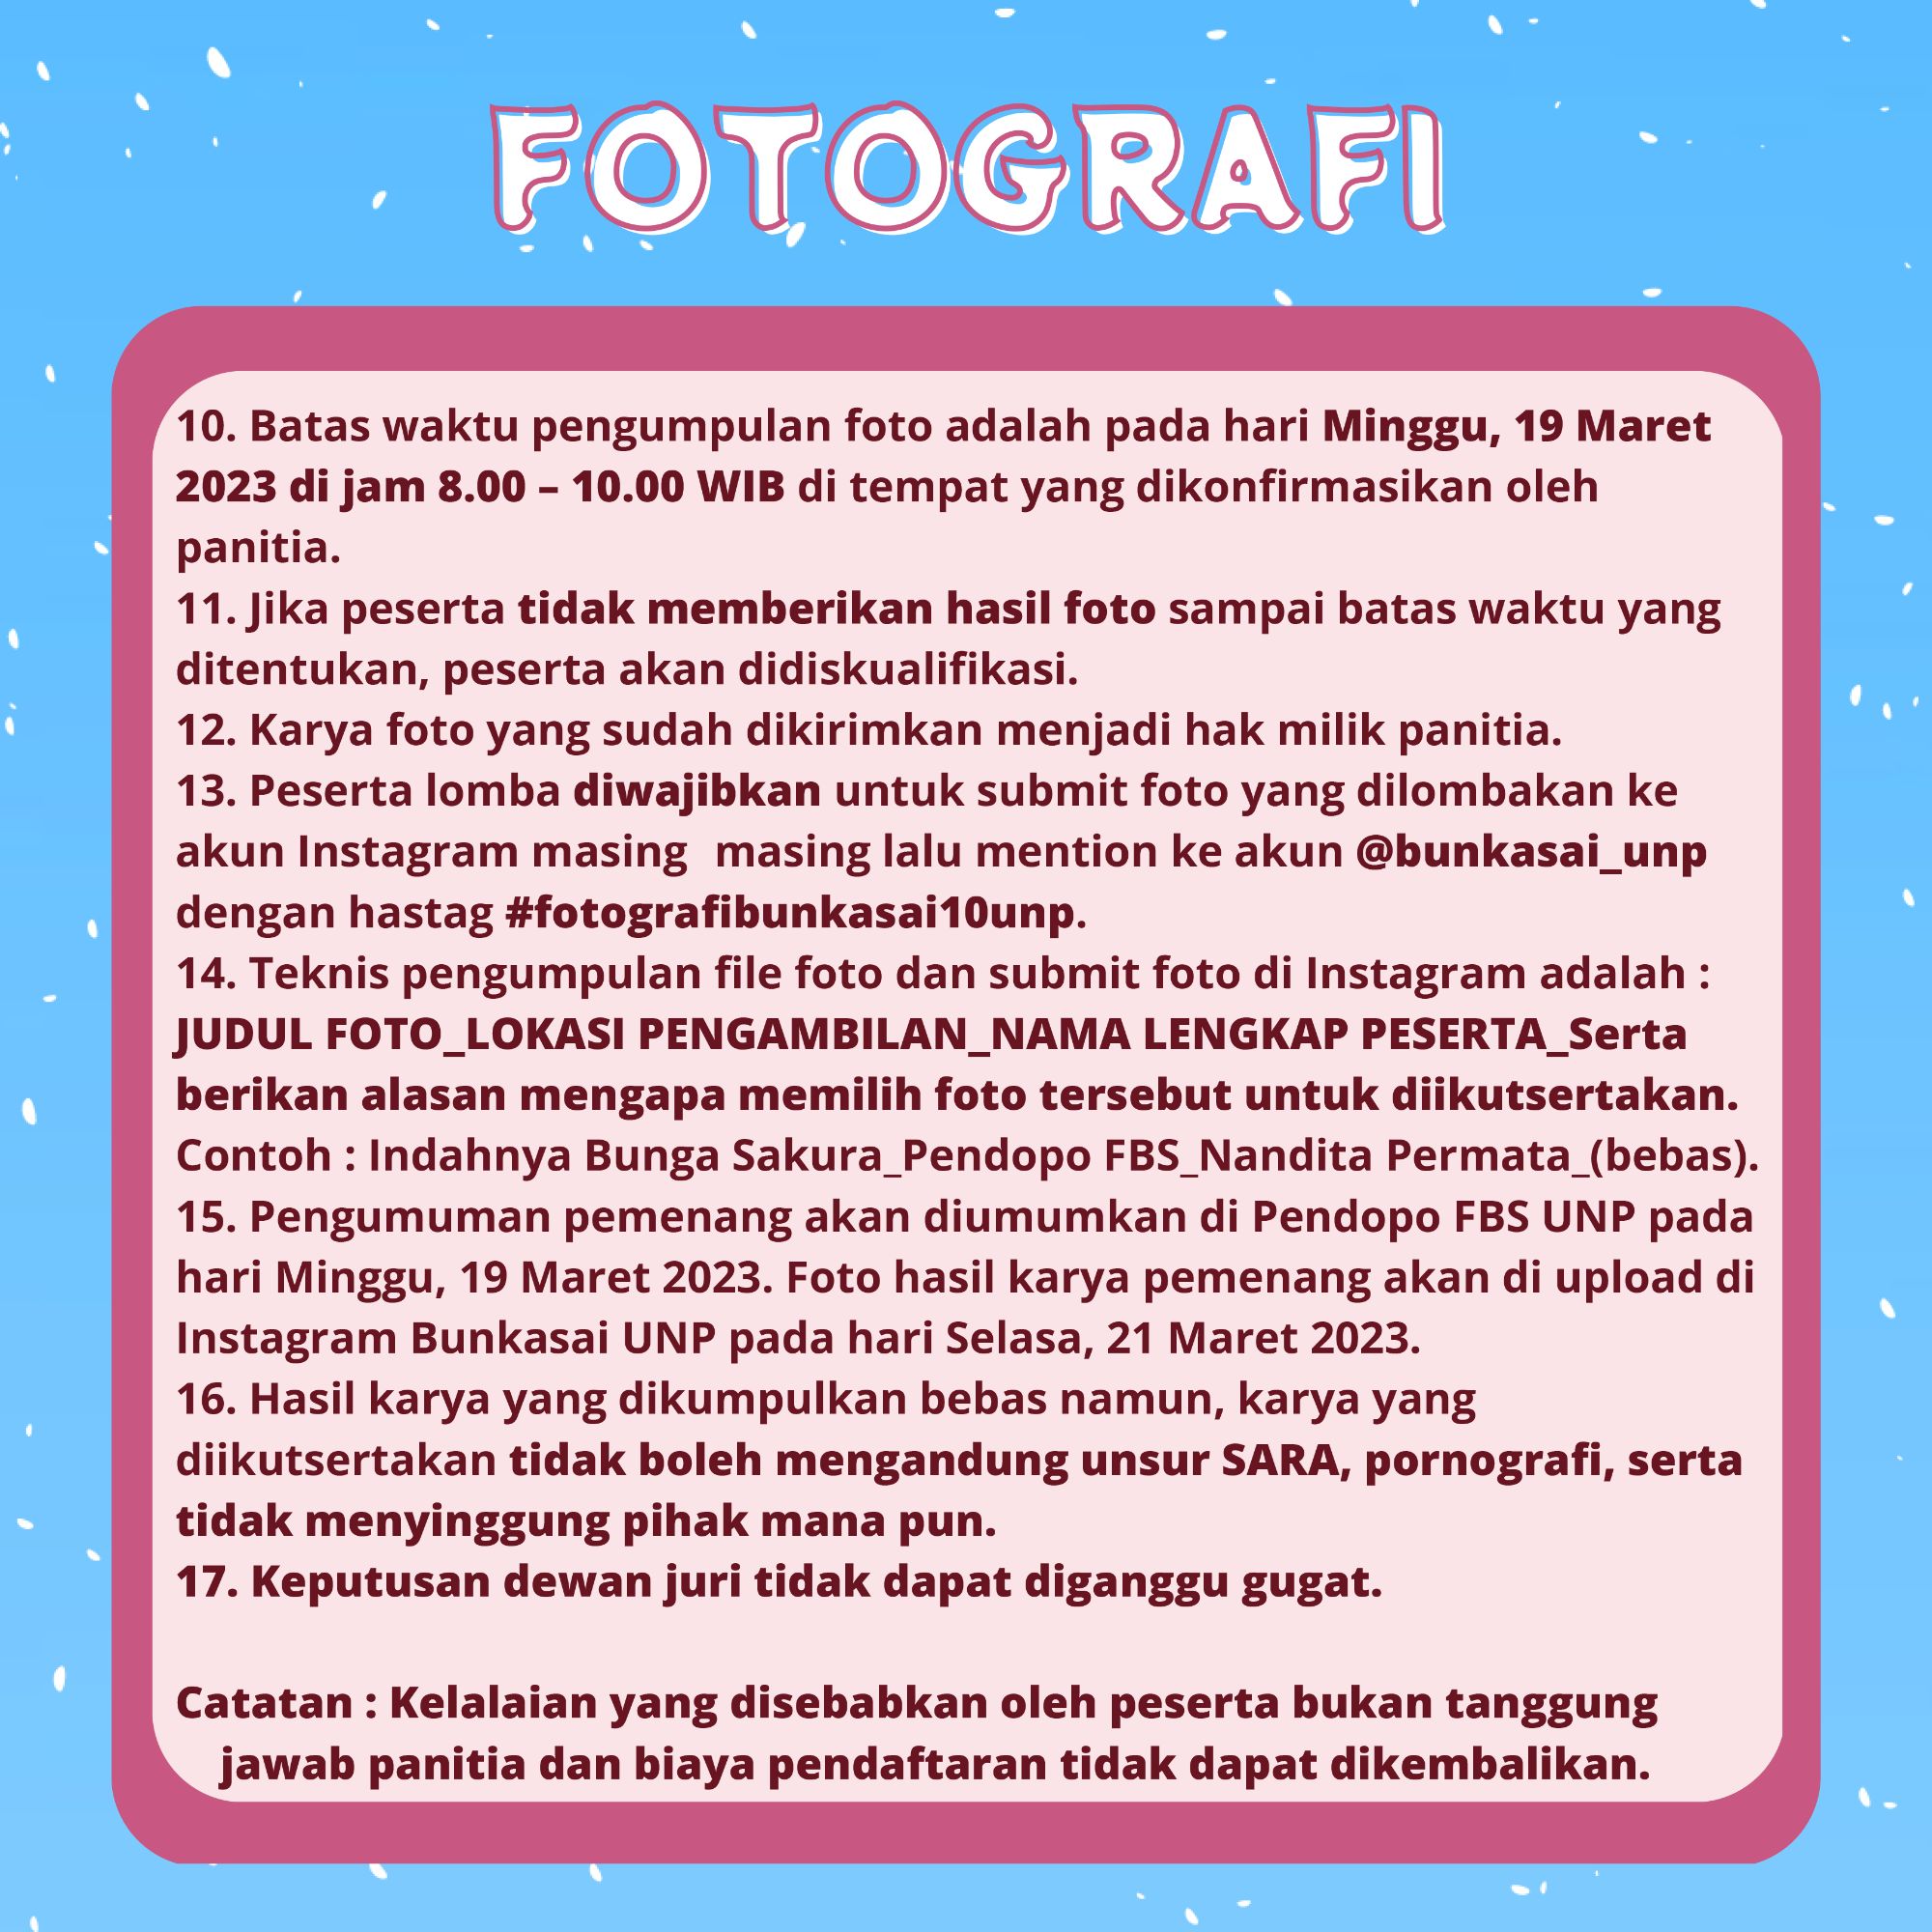 FOTOGRAFI
10. Batas waktu pengumpulan foto adalah pada hari Minggu, 19 Maret
2023 di jam 8.00 – 10.00 WIB di tempat yang dikonfirmasikan oleh
panitia.
11. Jika peserta tidak memberikan hasil foto sampai batas waktu yang
ditentukan, peserta akan didiskualifikasi.
12. Karya foto yang sudah dikirimkan menjadi hak milik panitia.
13. Peserta lomba diwajibkan untuk submit foto yang dilombakan ke
akun Instagram masing masing lalu mention ke akun @bunkasai_unp
dengan hastag #fotografibunkasai10unp.
14. Teknis pengumpulan file foto dan submit foto di Instagram adalah :
JUDUL FOTO_LOKASI PENGAMBILAN_NAMA LENGKAP PESERTA_Serta
berikan alasan mengapa memilih foto tersebut untuk diikutsertakan.
Contoh : Indahnya Bunga Sakura_Pendopo FBS_Nandita Permata_(bebas).
15. Pengumuman pemenang akan diumumkan di Pendopo FBS UNP pada
hari Minggu, 19 Maret 2023. Foto hasil karya pemenang akan di upload di
Instagram Bunkasai UNP pada hari Selasa, 21 Maret 2023.
16. Hasil karya yang dikumpulkan bebas namun, karya yang
diikutsertakan tidak boleh mengandung unsur SARA, pornografi, serta
tidak menyinggung pihak mana pun.
17. Keputusan dewan juri tidak dapat diganggu gugat.
Catatan : Kelalaian yang disebabkan oleh peserta bukan tanggung
jawab panitia dan biaya pendaftaran tidak dapat dikembalikan.